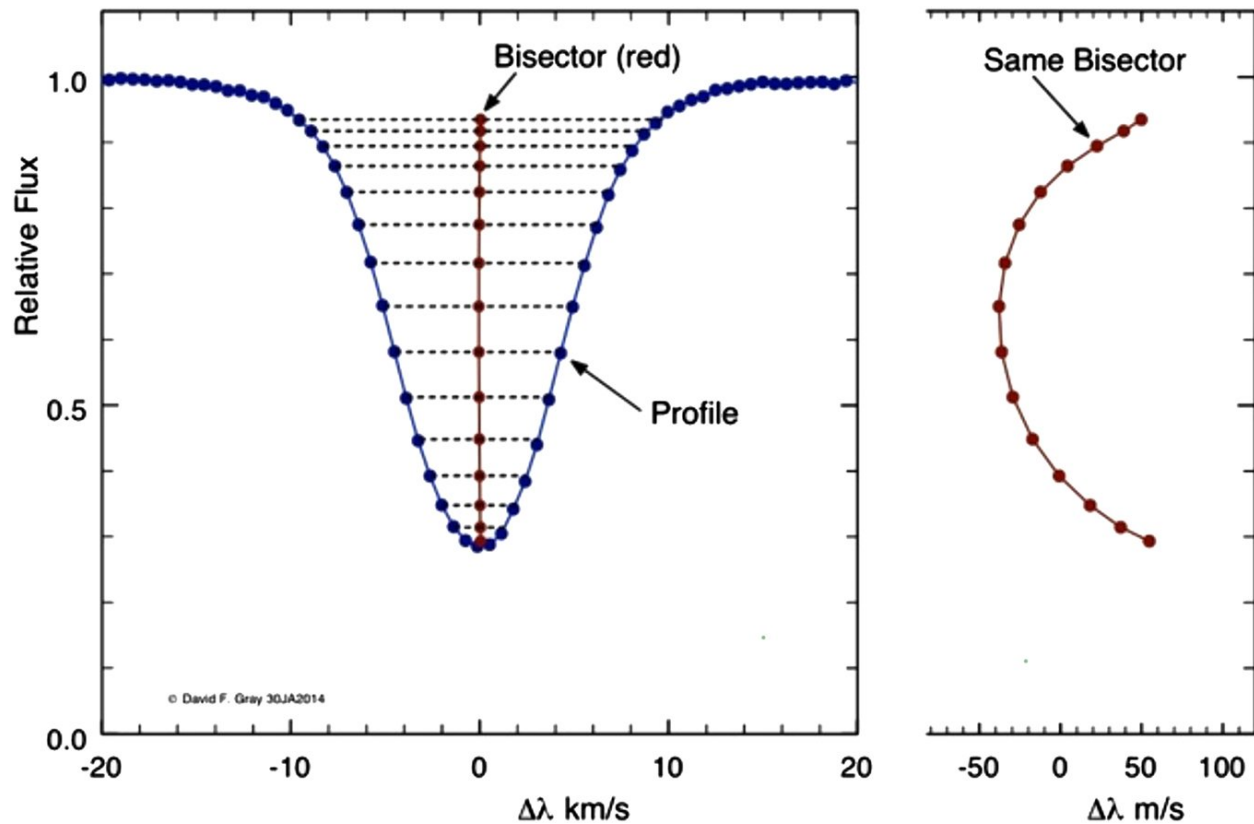 Bisector (red)
Same Bisector
1.0
Relative Flux
Profile
0.5
© David F. Gray 30JA2014
0.0
-20 -10 0 10 20
-50 0 50 100
Δλ km/s
Δλ m/s